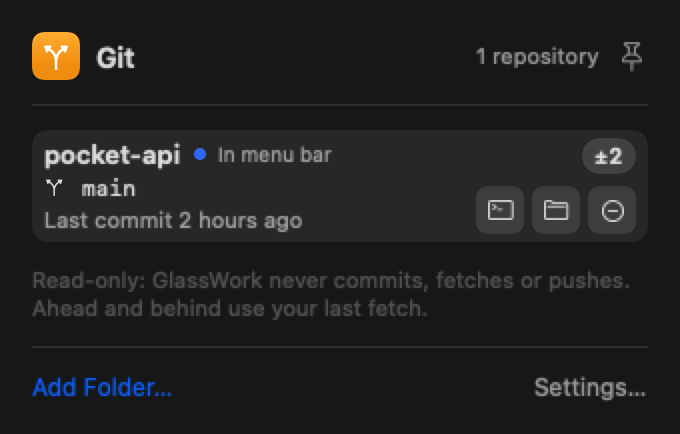 Git
1 repository
pocket-api
In menu bar
±2
main
Last commit 2 hours ago
Read-only: GlassWork never commits, fetches or pushes.
Ahead and behind use your last fetch.
Add Folder...
Settings...